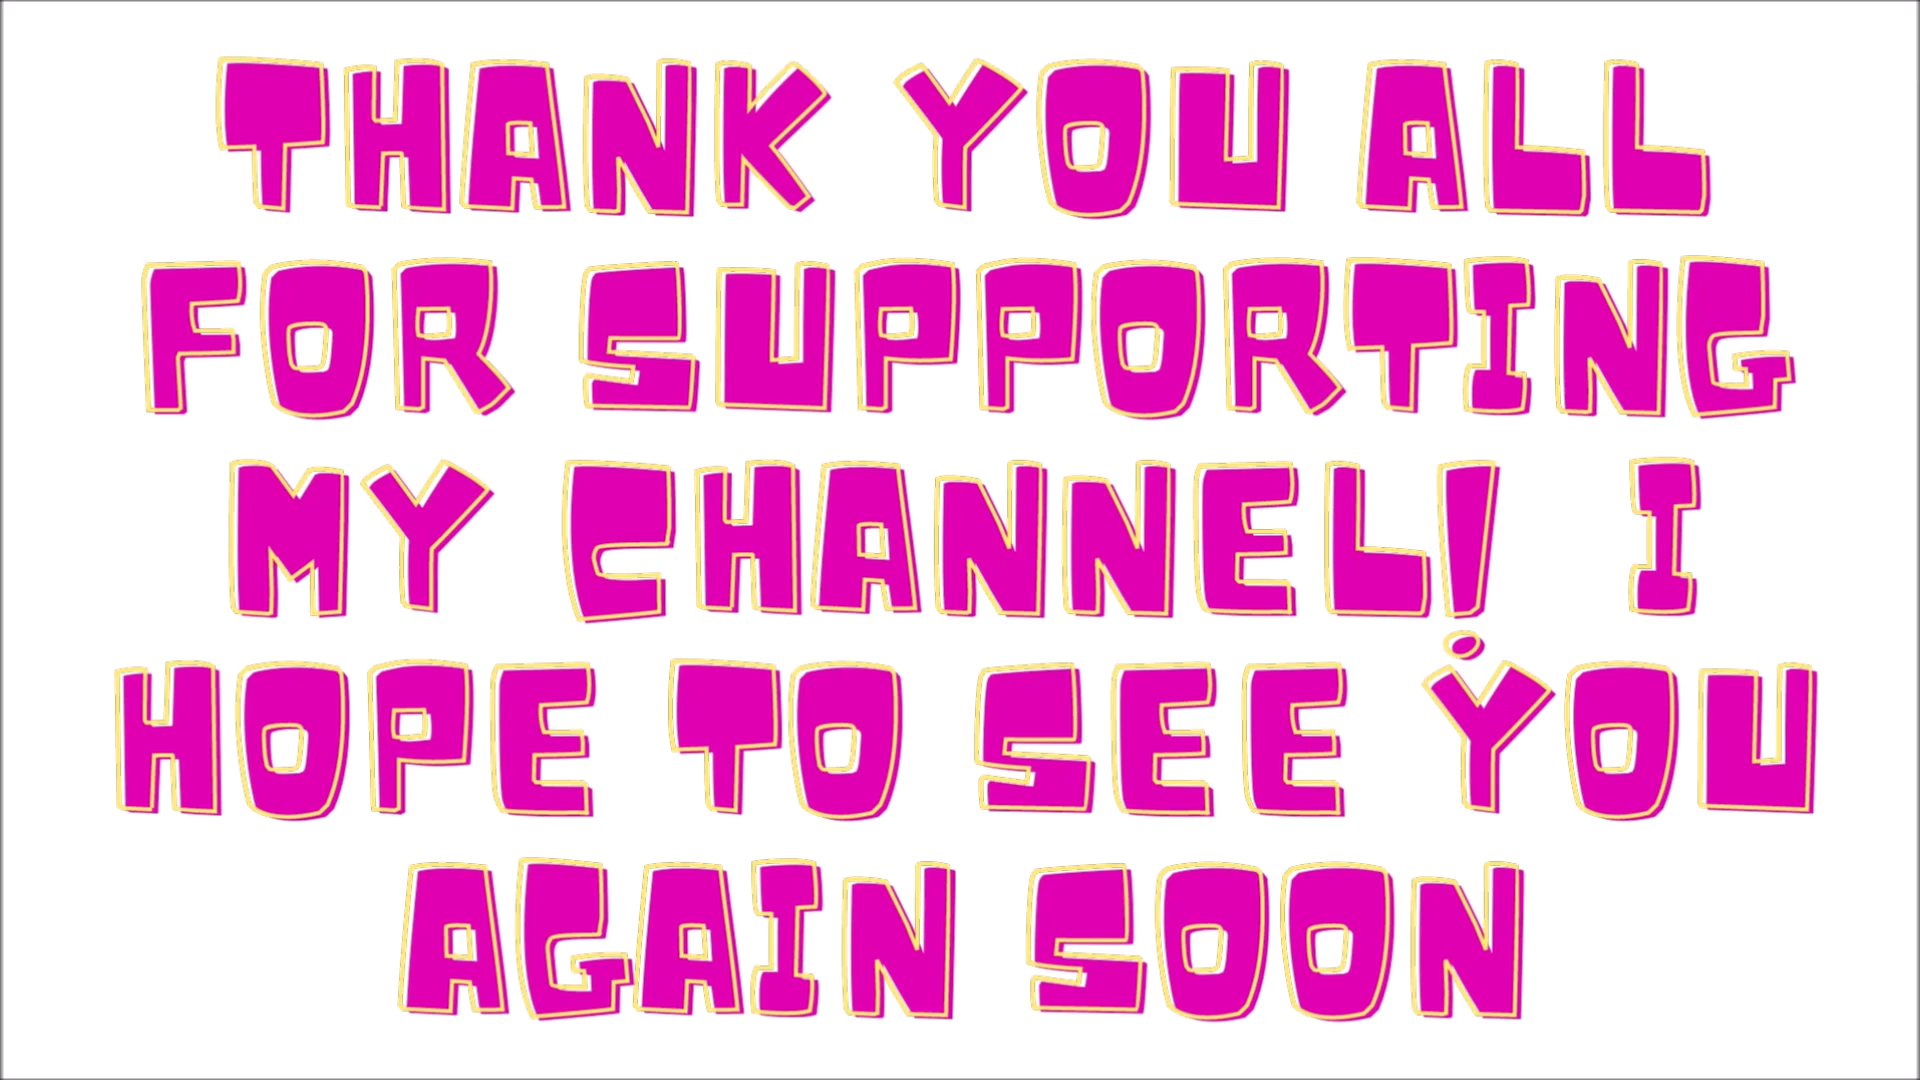 THANK YOU ALL
FOR SUPPORTING
MY CHANNEL! I
HOPE TO SEE YOU
AGAIN SOON